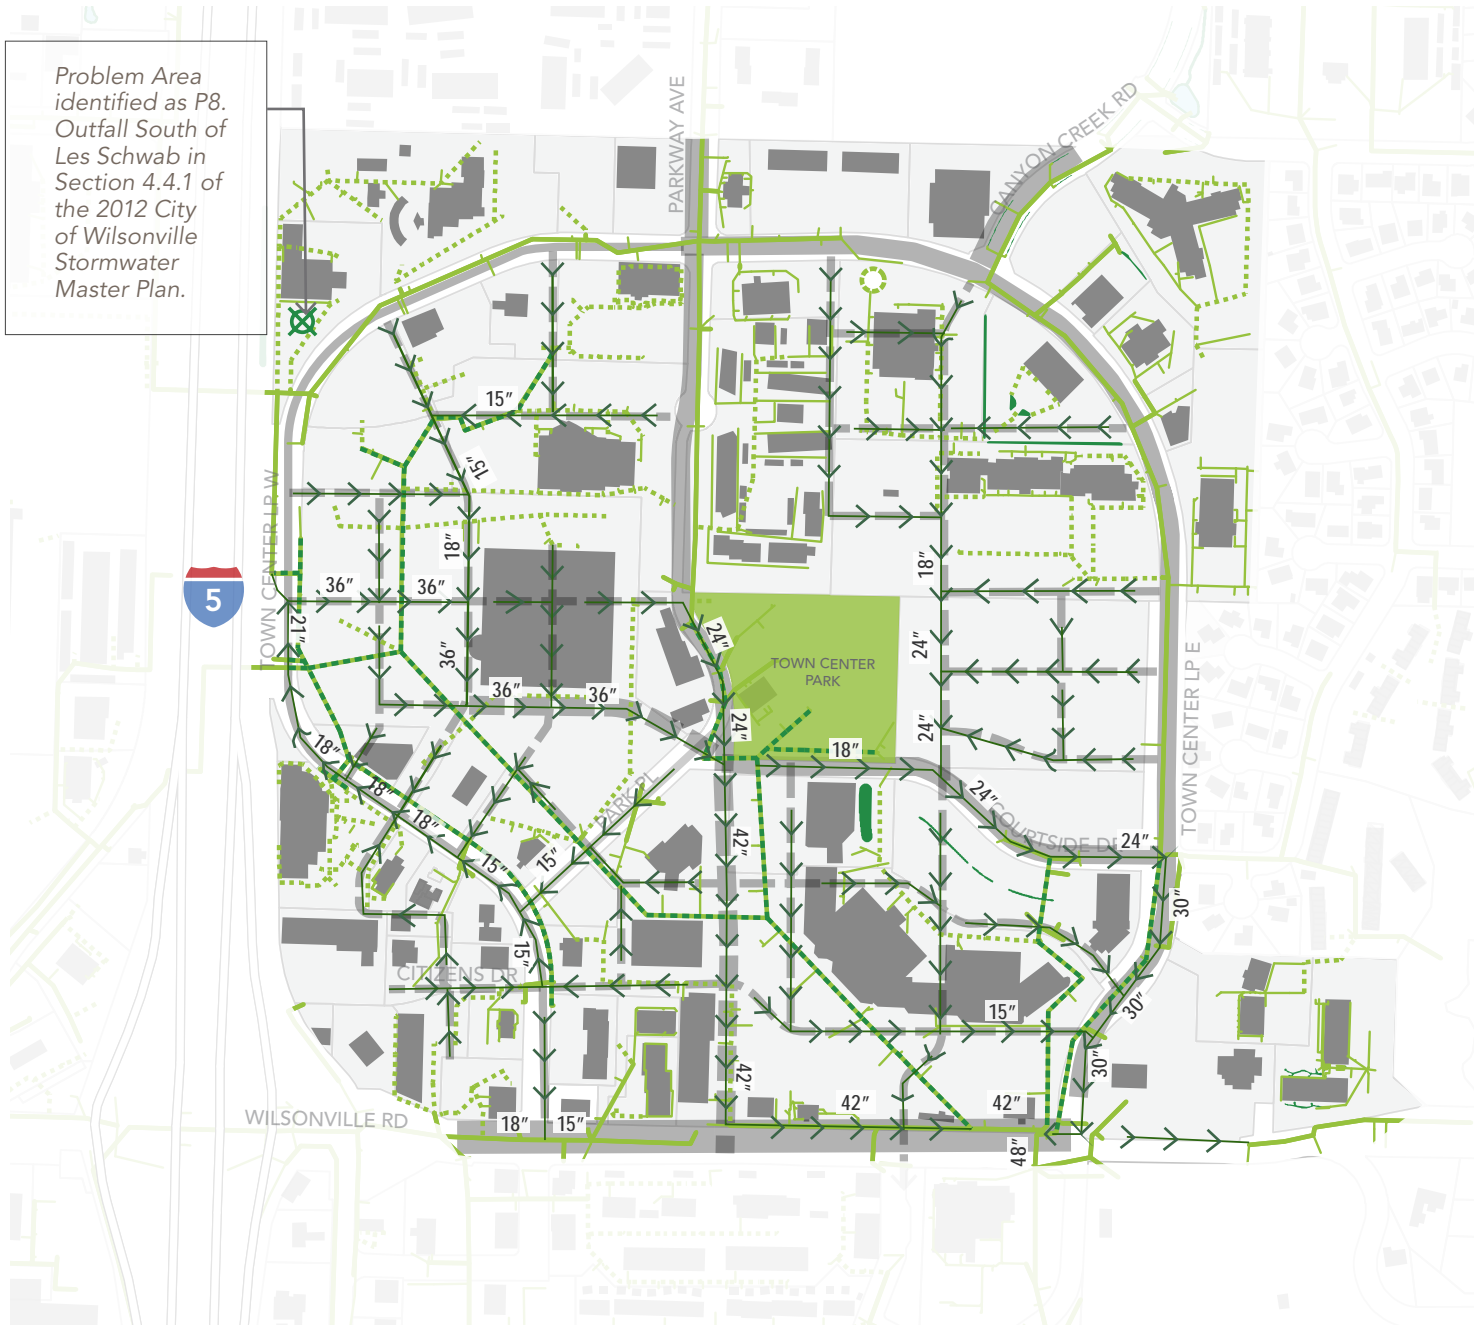 Problem Area
identified as P8.
Outfall South of
Les Schwab in
Section 4.4.1 of
the 2012 City
of Wilsonville
Stormwater
Master Plan.
PARKWAY AVE
CANYON CREEK RD
15"
15"
TOWN CENTER LP W
18"
18"
5
36"
36"
21"
36"
24"
24"
TOWN CENTER
PARK
36"
36"
24"
24"
18"
TOWN CENTER LP E
18"
18"
18"
24"
COURTSIDE DR
24"
PARK PL
42"
15"
15"
30"
15"
CITIZENS DR
15"
30"
30"
42"
WILSONVILLE RD
18"
15"
42"
42"
48"